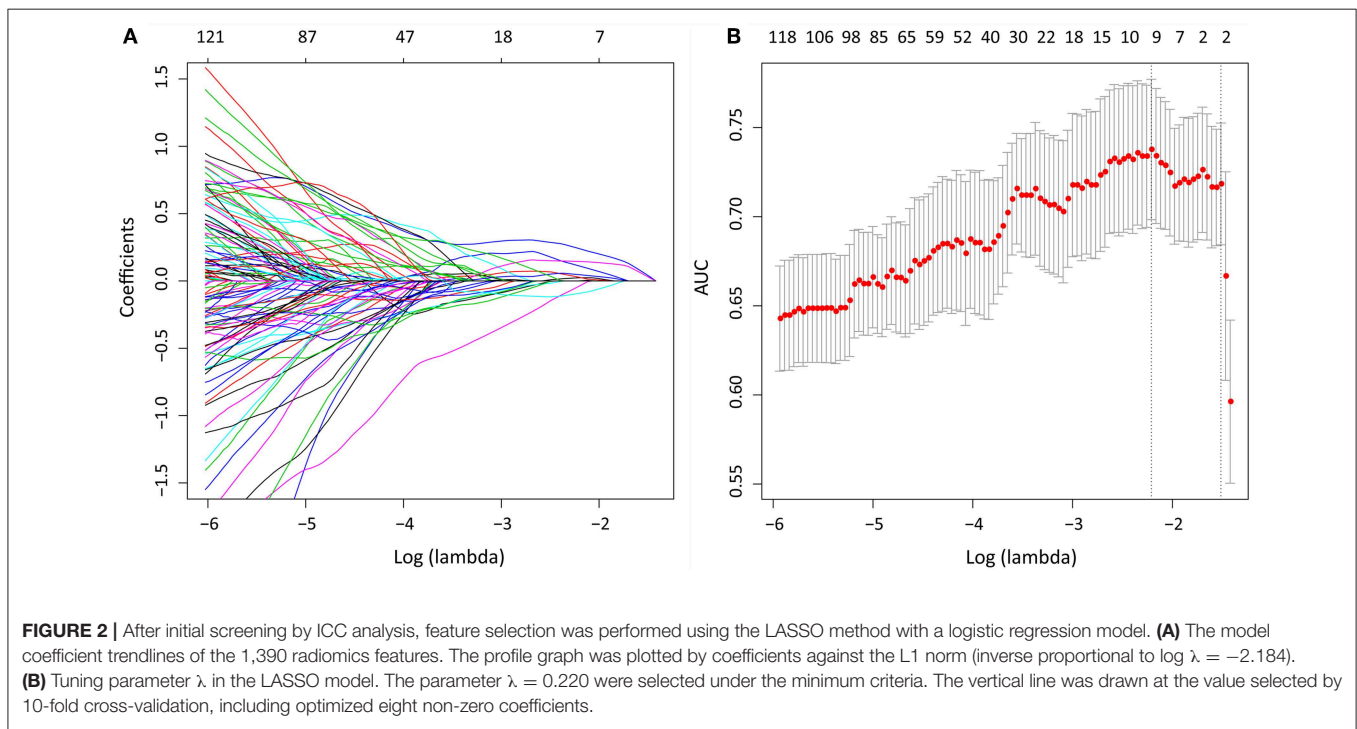 A
121 87 47 18 7
1.5
1.0
0.5
0.0
−0.5
−1.0
−1.5
Coefficients
−6 −5 −4 −3 −2
Log (lambda)
B
118 106 98 85 65 59 52 40 30 22 18 15 10 9 7 2 2
0.75
0.70
0.65
0.60
0.55
AUC
−6 −5 −4 −3 −2
Log (lambda)
FIGURE 2 | After initial screening by ICC analysis, feature selection was performed using the LASSO method with a logistic regression model. (A) The model
coefficient trendlines of the 1,390 radiomics features. The profile graph was plotted by coefficients against the L1 norm (inverse proportional to log λ = −2.184).
(B) Tuning parameter λ in the LASSO model. The parameter λ = 0.220 were selected under the minimum criteria. The vertical line was drawn at the value selected by
10-fold cross-validation, including optimized eight non-zero coefficients.